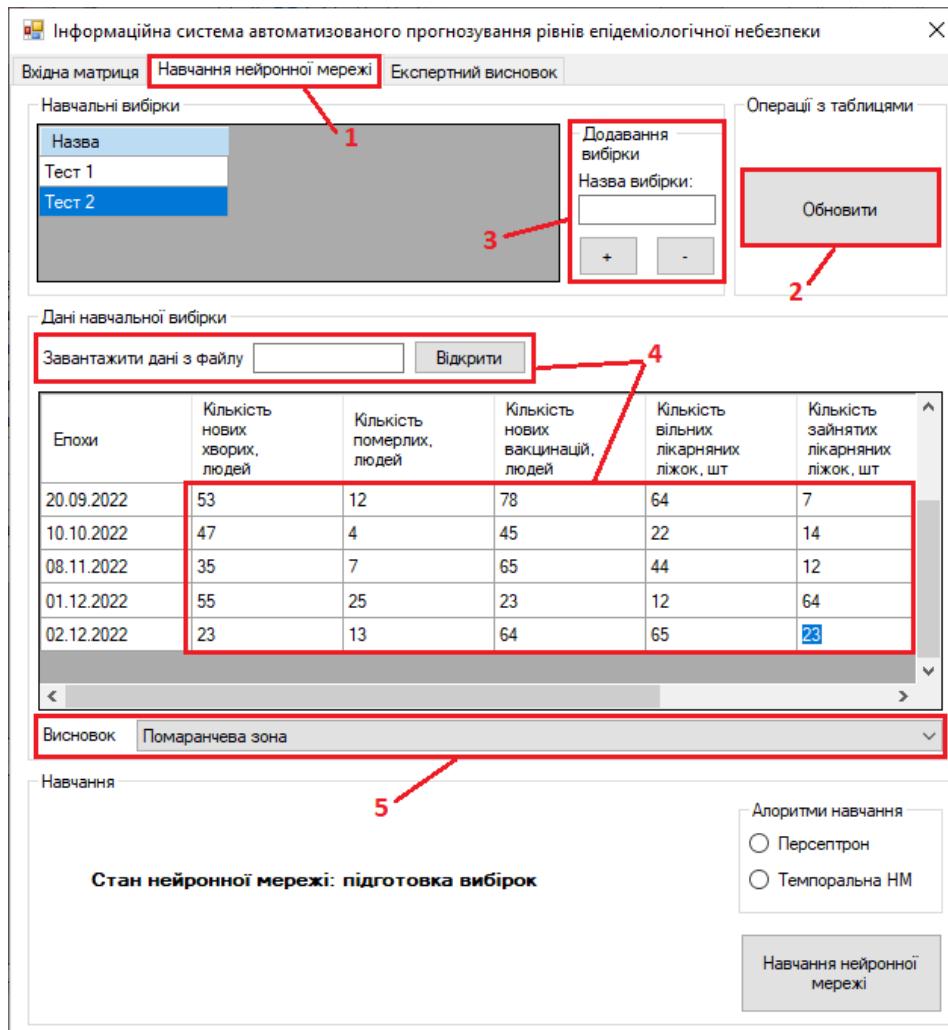 Інформаційна система автоматизованого прогнозування рівнів епідеміологічної небезпеки
Вхідна матриця Навчання нейронної мережі Експертний висновок
Навчальні вибірки
Назва
Тест 1
Тест 2
1
Додавання
вибірки
Назва вибірки:
+ -
3
Операції з таблицями
Обновити
2
Дані навчальної вибірки
Завантажити дані з файлу Відкрити
4
Епохи
Кількість
нових
хворих,
людей
Кількість
померлих,
людей
Кількість
нових
вакцинацій,
людей
Кількість
вільних
лікарняних
ліжок, шт
Кількість
зайнятих
лікарняних
ліжок, шт
20.09.2022 53 12 78 64 7
10.10.2022 47 4 45 22 14
08.11.2022 35 7 65 44 12
01.12.2022 55 25 23 12 64
02.12.2022 23 13 64 65 23
Висновок Помаранчева зона
5
Навчання
Стан нейронної мережі: підготовка вибірок
Алоритми навчання
Персептрон
Темпоральна НМ
Навчання нейронної
мережі